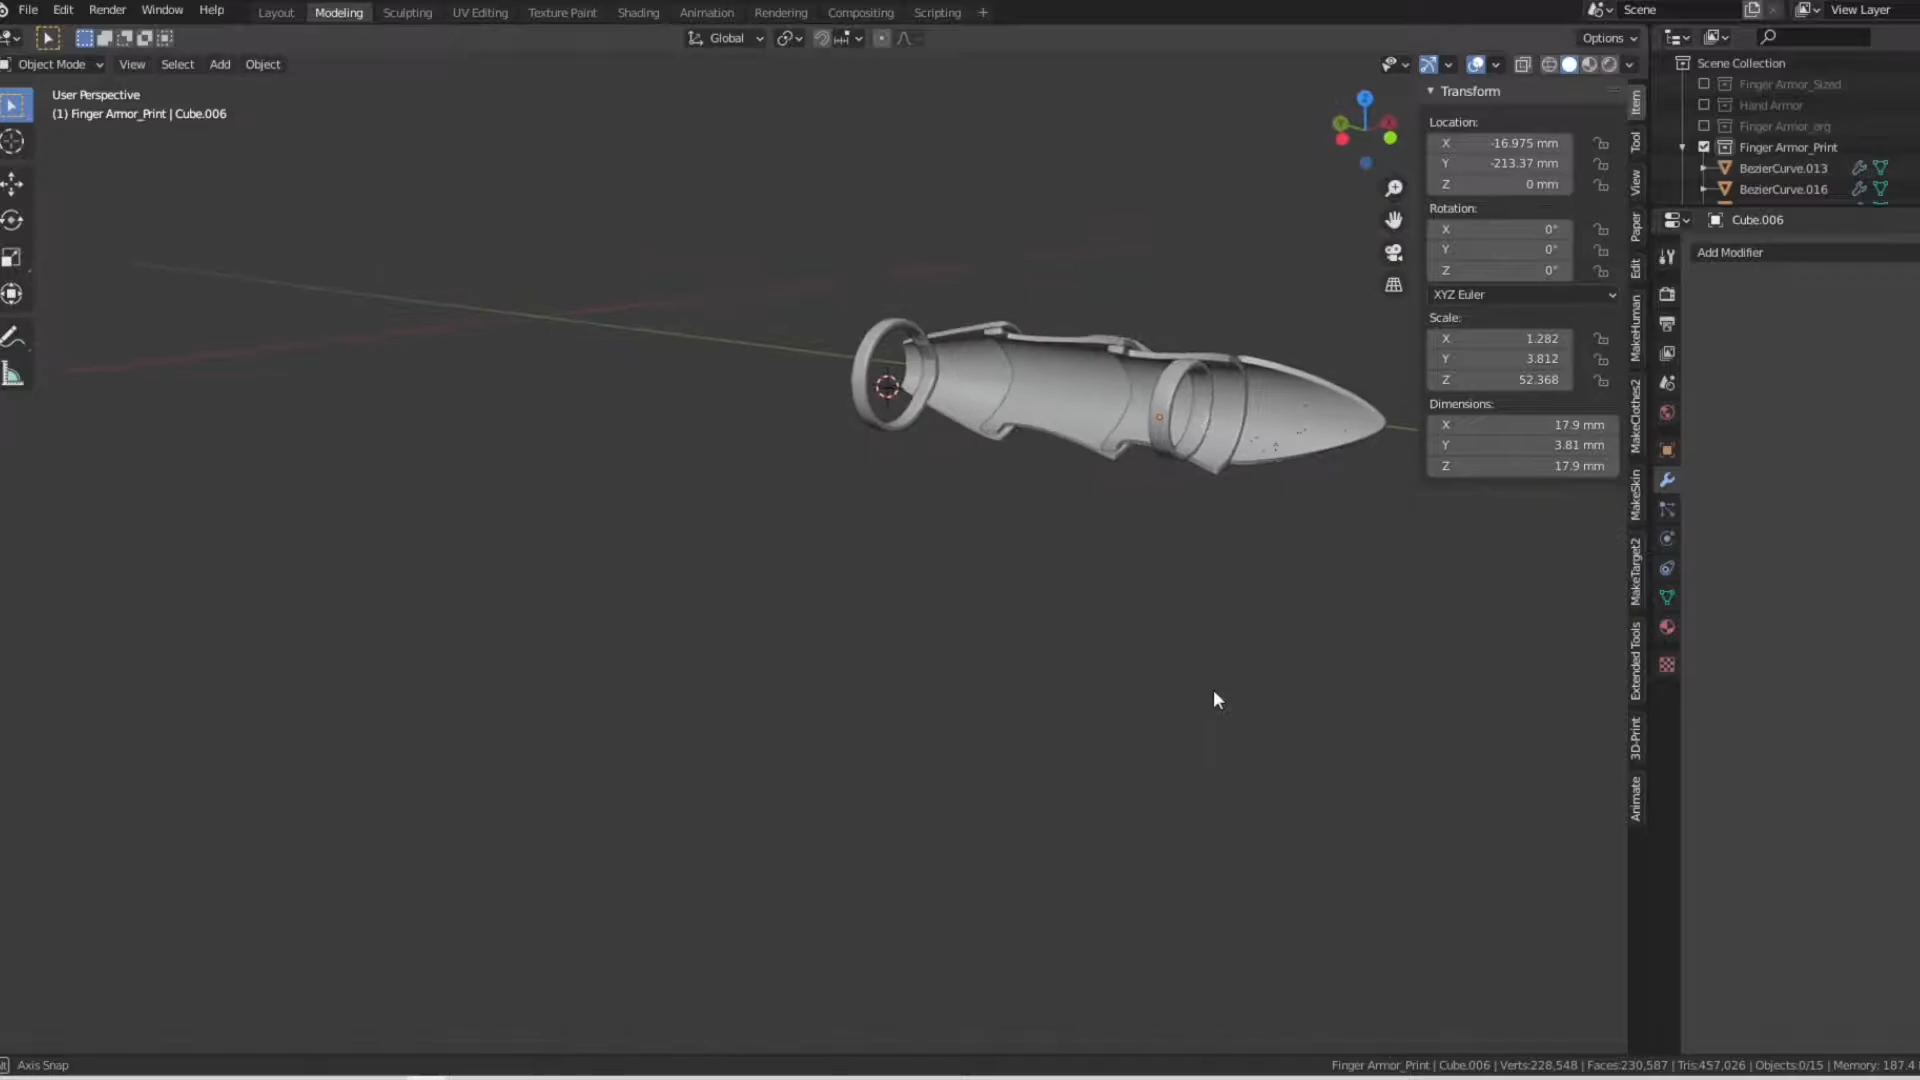 File Edit Render Window Help
Layout Modeling Sculpting UV Editing Texture Paint Shading Animation Rendering Compositing Scripting +
Scene
View Layer
Global
Options
Object Mode View Select Add Object
User Perspective
(1) Finger Armor_Print | Cube.006
Transform
Location:
X -16.975 mm
Y -213.37 mm
Z 0 mm
Rotation:
X 0°
Y 0°
Z 0°
XYZ Euler
Scale:
X 1.282
Y 3.812
Z 52.368
Dimensions:
X 17.9 mm
Y 3.81 mm
Z 17.9 mm
Item
Tool
View
Paper
Edit
MakeHuman
MakeClothes2
MakeSkin
MakeTarget2
Extended Tools
3D-Print
Animate
Scene Collection
Finger Armor_Sized
Hand Armor
Finger Armor_org
Finger Armor_Print
BezierCurve.013
BezierCurve.016
Cube.006
Add Modifier
Z
Y
Axis Snap
Finger Armor_Print | Cube.006 | Verts:228,548 | Faces:230,587 | Tris:457,026 | Objects:0/15 | Memory: 187.4